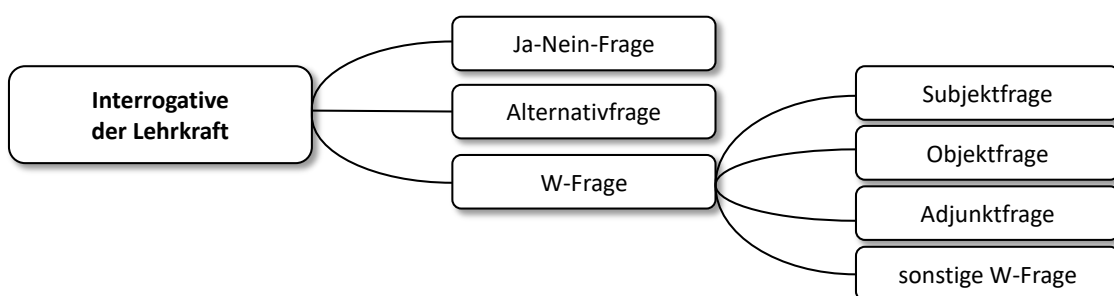 Interrogative
der Lehrkraft
Ja-Nein-Frage
Alternativfrage
W-Frage
Subjektfrage
Objektfrage
Adjunktfrage
sonstige W-Frage